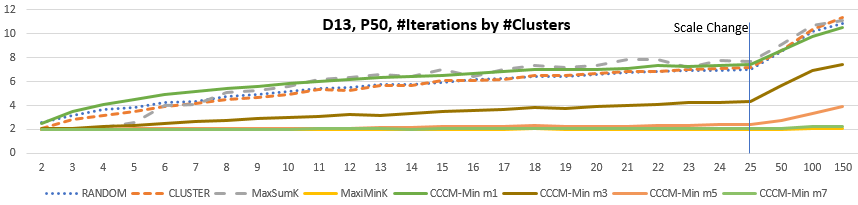 D13, P50, #Iterations by #Clusters
Scale Change
12
10
8
6
4
2
0
2 3 4 5 6 7 8 9 10 11 12 13 14 15 16 17 18 19 20 21 22 23 24 25 50 100 150
RANDOM CLUSTER MaxSumK MaxiMinK CCCM-Min m1 CCCM-Min m3 CCCM-Min m5 CCCM-Min m7